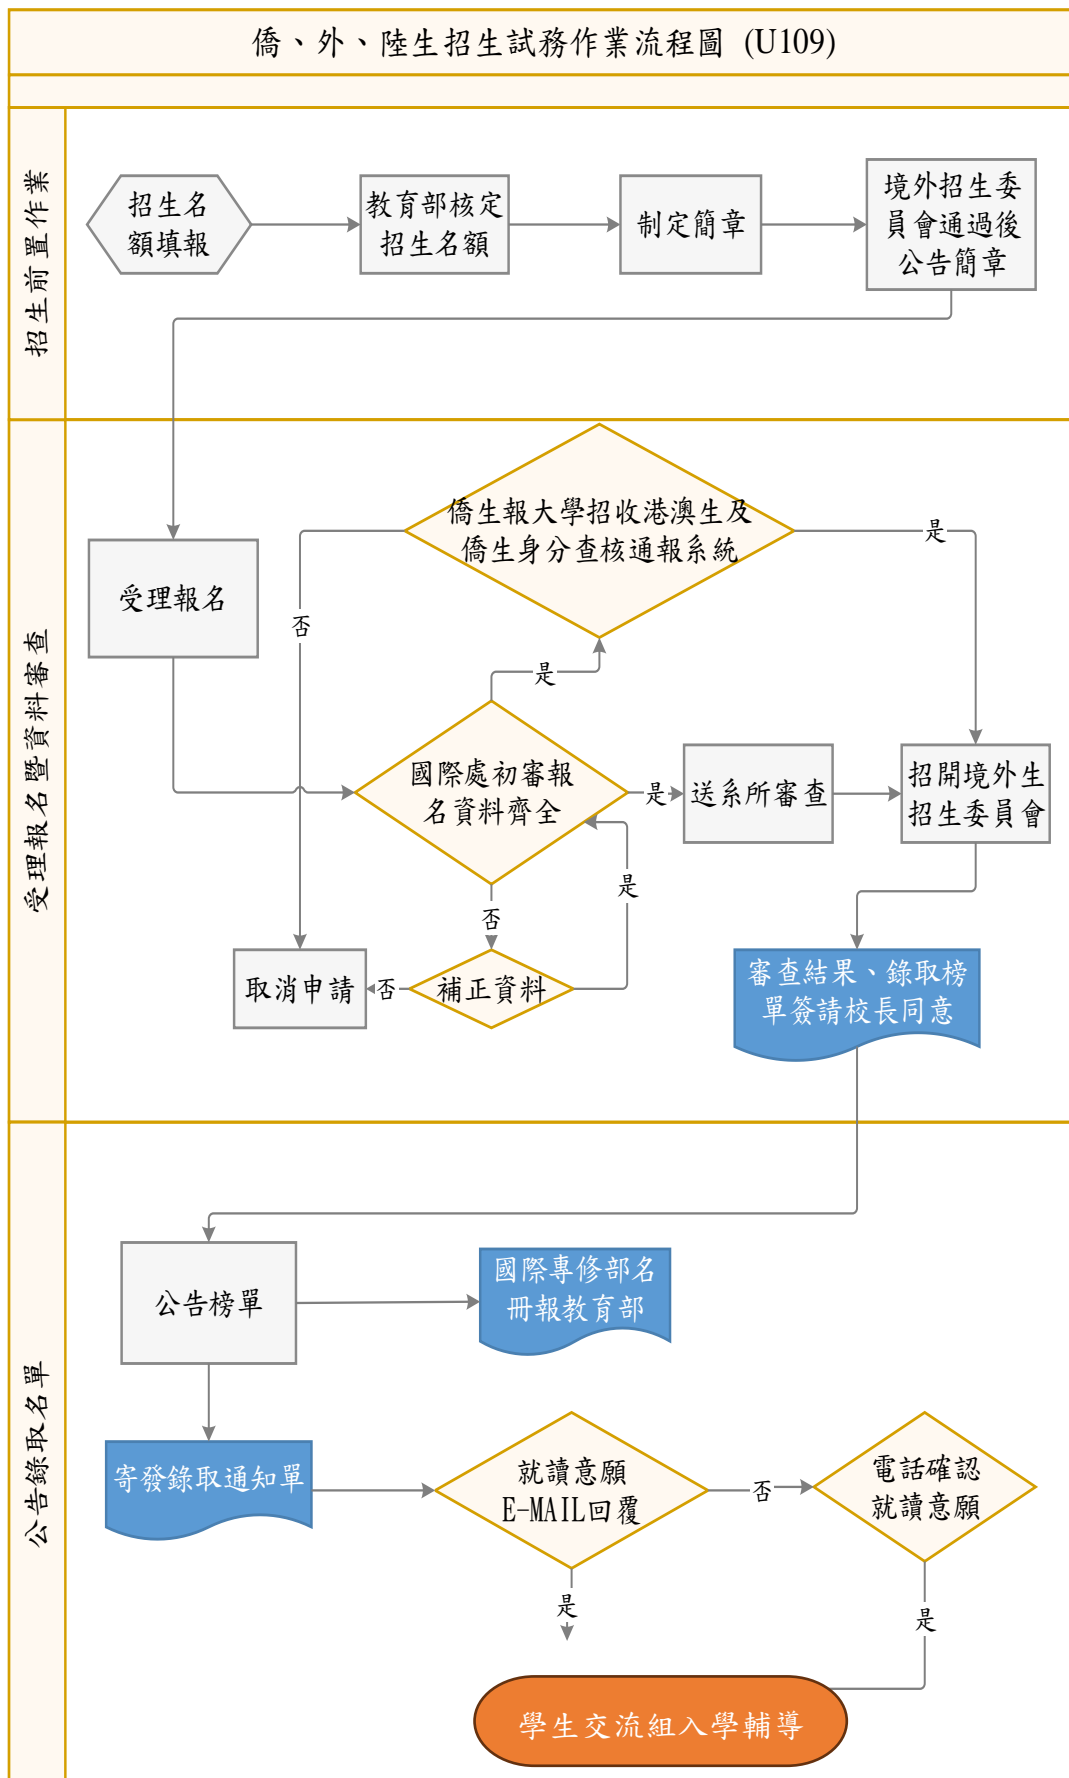 僑、外、陸生招生試務作業流程圖 (U109)
招生前置作業
招生名
額填報
教育部核定
招生名額
制定簡章
境外招生委
員會通過後
公告簡章
受理報名暨資料審查
僑生報大學招收港澳生及
僑生身分查核通報系統
是
受理報名
否
是
國際處初審報
名資料齊全
是
送系所審查
招開境外生
招生委員會
是
否
取消申請
否
補正資料
審查結果、錄取榜
單簽請校長同意
公告錄取名單
公告榜單
國際專修部名
冊報教育部
寄發錄取通知單
就讀意願
E-MAIL回覆
否
電話確認
就讀意願
是
是
學生交流組入學輔導